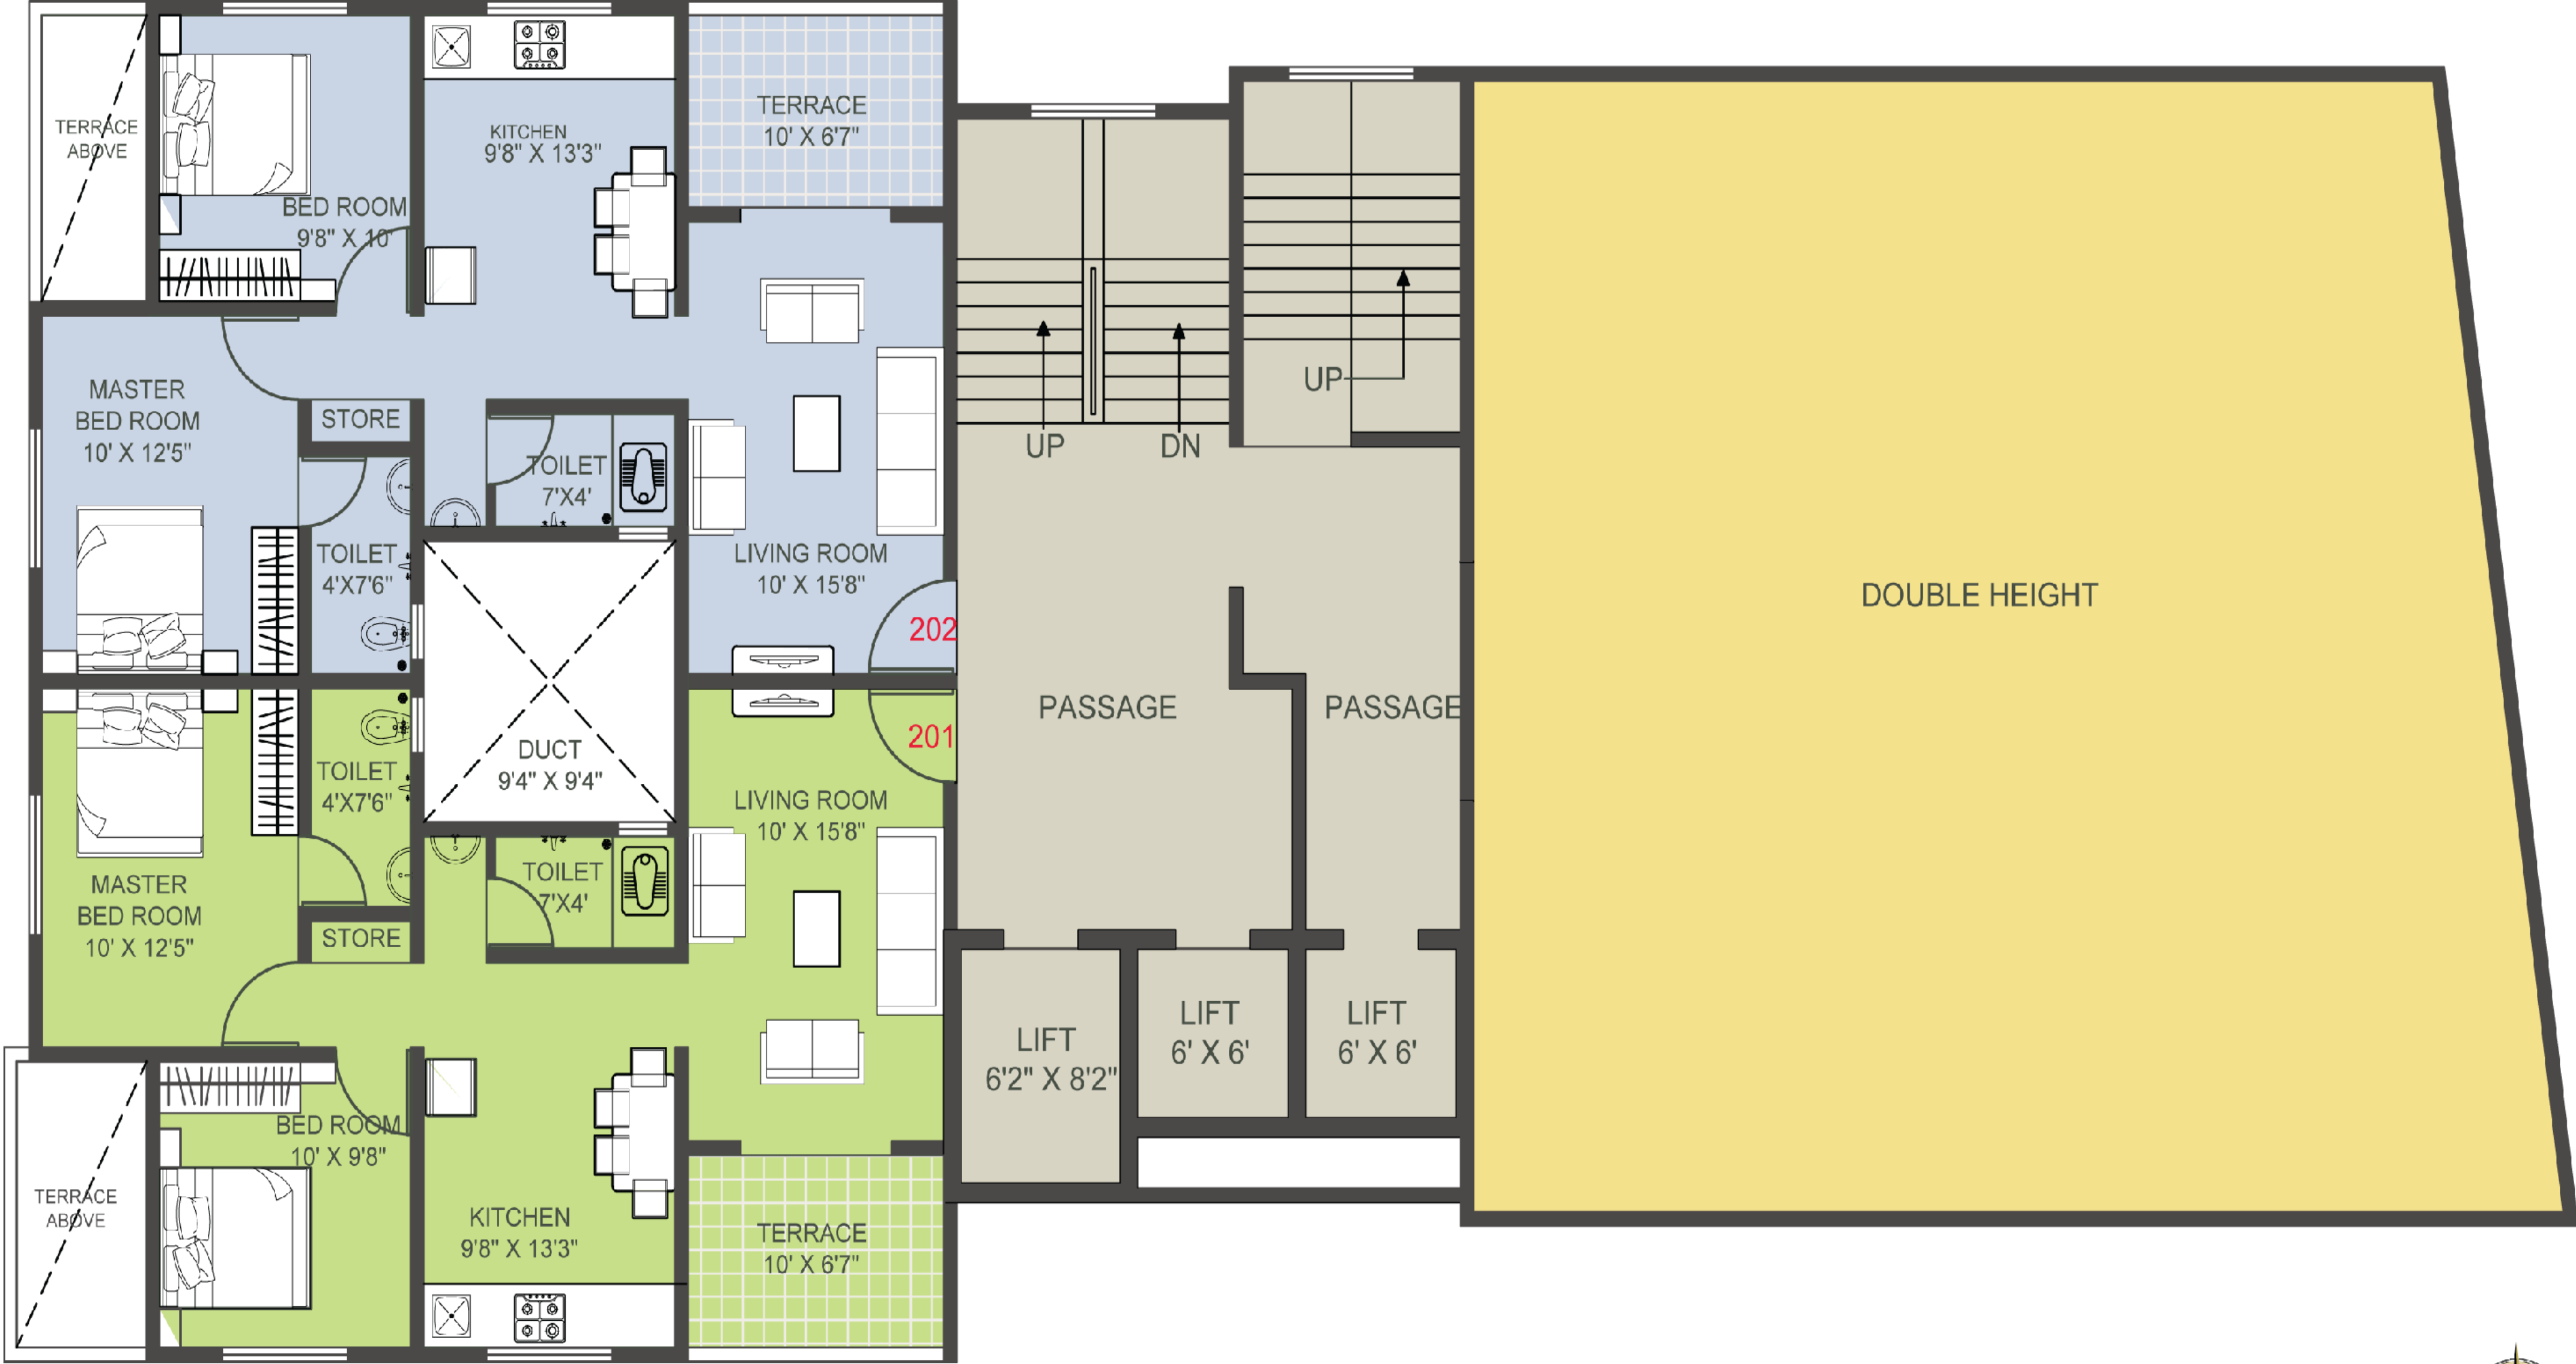 TERRACE
ABOVE
BED ROOM
9'8" X 10'
KITCHEN
9'8" X 13'3"
TERRACE
10' X 6'7"
MASTER
BED ROOM
10' X 12'5"
STORE
TOILET
7'X4'
TOILET
4'X7'6"
LIVING ROOM
10' X 15'8"
202
UP
DN
UP
DOUBLE HEIGHT
PASSAGE
PASSAGE
201
DUCT
9'4" X 9'4"
TOILET
4'X7'6"
LIVING ROOM
10' X 15'8"
TOILET
7'X4'
MASTER
BED ROOM
10' X 12'5"
STORE
LIFT
6'2" X 8'2"
LIFT
6' X 6'
LIFT
6' X 6'
BED ROOM
10' X 9'8"
TERRACE
ABOVE
KITCHEN
9'8" X 13'3"
TERRACE
10' X 6'7"